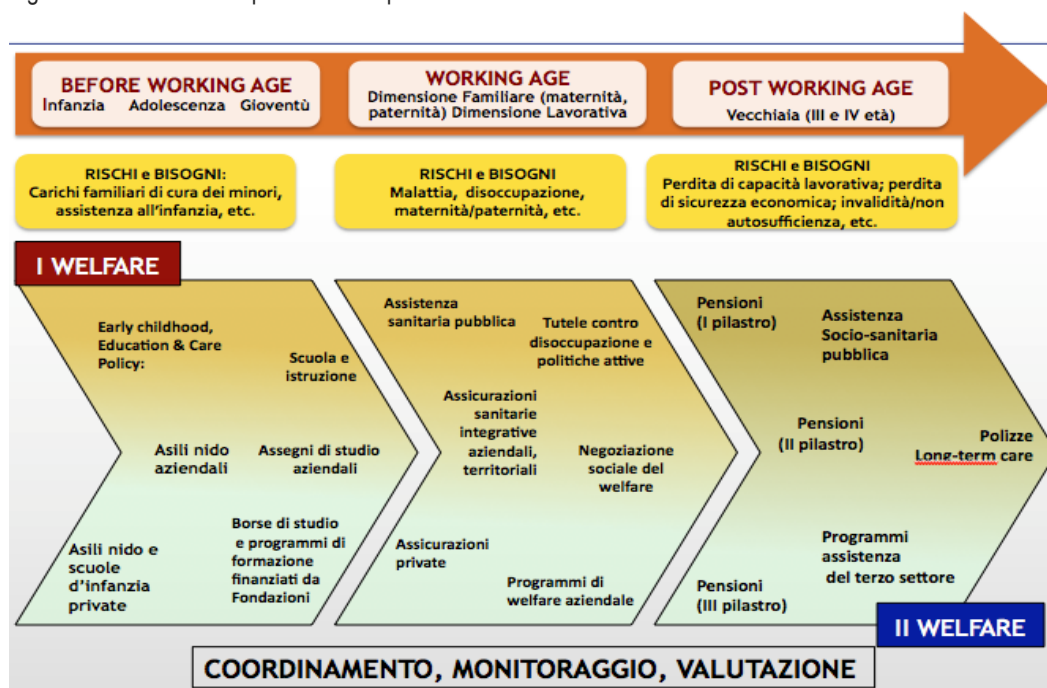 BEFORE WORKING AGE
Infanzia Adolescenza Gioventù
WORKING AGE
Dimensione Familiare (maternità,
paternità) Dimensione Lavorativa
POST WORKING AGE
Vecchiaia (III e IV età)
RISCHI e BISOGNI:
Carichi familiari di cura dei minori,
assistenza all'infanzia, etc.
RISCHI e BISOGNI
Malattia, disoccupazione,
maternità/paternità, etc.
RISCHI e BISOGNI
Perdita di capacità lavorativa; perdita
di sicurezza economica; invalidità/non
autosufficienza, etc.
I WELFARE
Early childhood,
Education & Care
Policy:
Scuola e
istruzione
Asili nido
aziendali
Assegni di studio
aziendali
Asili nido e
scuole
d'infanzia
private
Borse di studio
e programmi di
formazione
finanziati da
Fondazioni
Assistenza
sanitaria pubblica
Tutele contro
disoccupazione e
politiche attive
Assicurazioni
sanitarie
integrative
aziendali,
territoriali
Negoziazione
sociale del
welfare
Assicurazioni
private
Programmi di
welfare aziendale
Pensioni
(I pilastro)
Assistenza
Socio-sanitaria
pubblica
Pensioni
(II pilastro)
Polizze
Long-term care
Programmi
assistenza
del terzo settore
Pensioni
(III pilastro)
II WELFARE
COORDINAMENTO, MONITORAGGIO, VALUTAZIONE